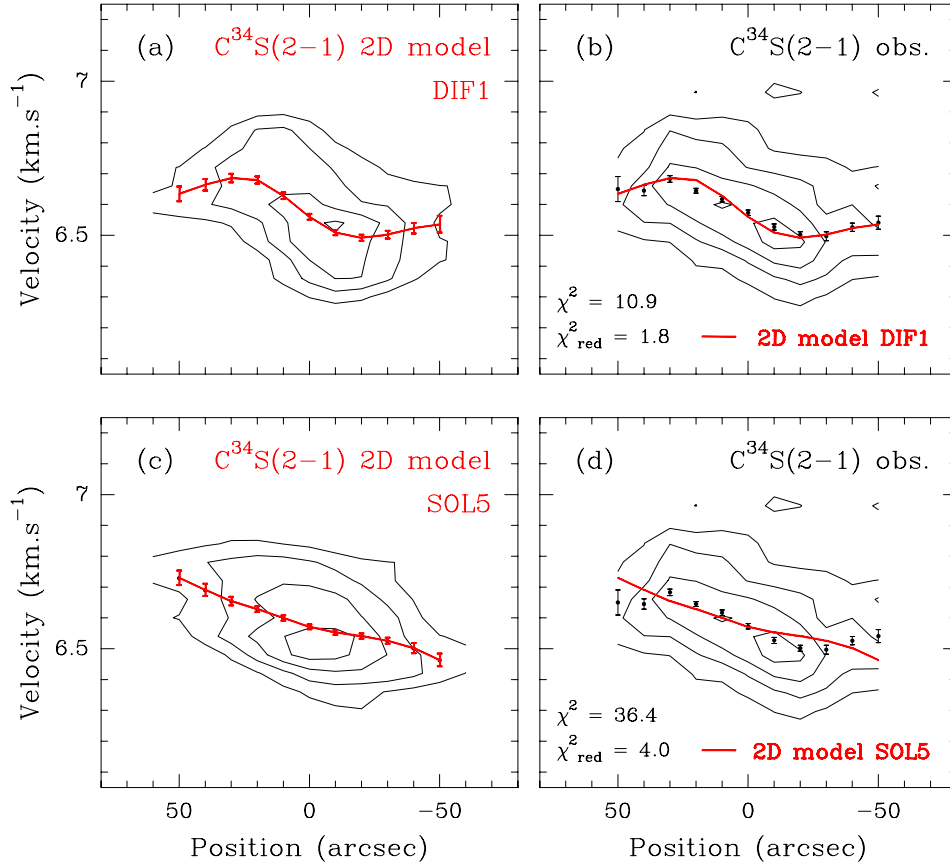 (a) C³⁴S(2−1) 2D model
DIF1
(b) C³⁴S(2−1) obs.
7
6.5
Velocity (km.s⁻¹)
χ² = 10.9
χ²red = 1.8
2D model DIF1
(c) C³⁴S(2−1) 2D model
SOL5
(d) C³⁴S(2−1) obs.
7
6.5
Velocity (km.s⁻¹)
χ² = 36.4
χ²red = 4.0
2D model SOL5
50 0 −50
50 0 −50
Position (arcsec)
Position (arcsec)